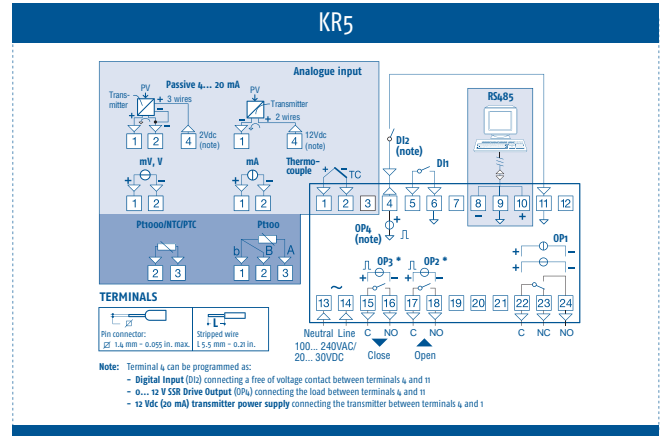 KR5
Analogue input
Passive 4... 20 mA
PV
Trans-
mitter
+ 3 wires
–
+
–
1 2 4
2Vdc
(note)
PV
Transmitter
+ 2 wires
–
1 2 4
12Vdc
(note)
mV, V
+ –
1 2
mA
+ –
1 2
Thermo-
couple
+ – TC
Pt1000/NTC/PTC
2 3
Pt100
b B A
1 2 3
DI2
(note)
DI1
RS485
1 2 3 4 5 6 7 8 9 10 11 12
– +
OP4
(note)
+
–
OP1
+ –
+ –
OP3 *
+ –
OP2 *
+ –
~
13 14 15 16 17 18 19 20 21 22 23 24
Neutral Line C NO C NO C NC NO
100... 240VAC/
20... 30VDC
Close Open
TERMINALS
Ø
L
Pin connector:
Ø 1.4 mm - 0.055 in. max.
Stripped wire
L 5.5 mm - 0.21 in.
Note: Terminal 4 can be programmed as:
– Digital Input (DI2) connecting a free of voltage contact between terminals 4 and 11
– 0... 12 V SSR Drive Output (OP4) connecting the load between terminals 4 and 11
– 12 Vdc (20 mA) transmitter power supply connecting the transmitter between terminals 4 and 1